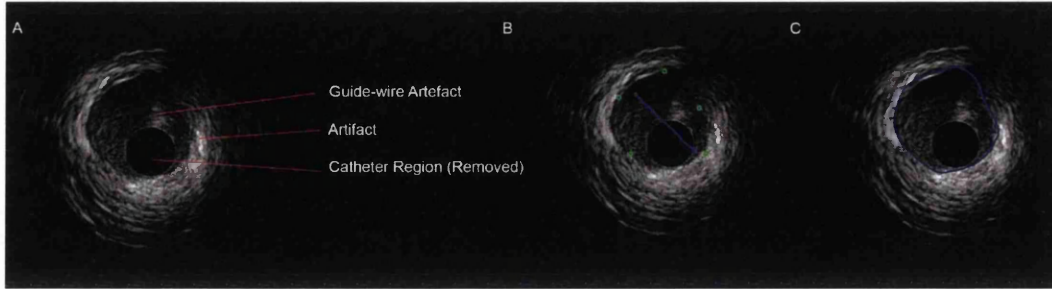 A
B
C
Guide-wire Artefact
Artifact
Catheter Region (Removed)